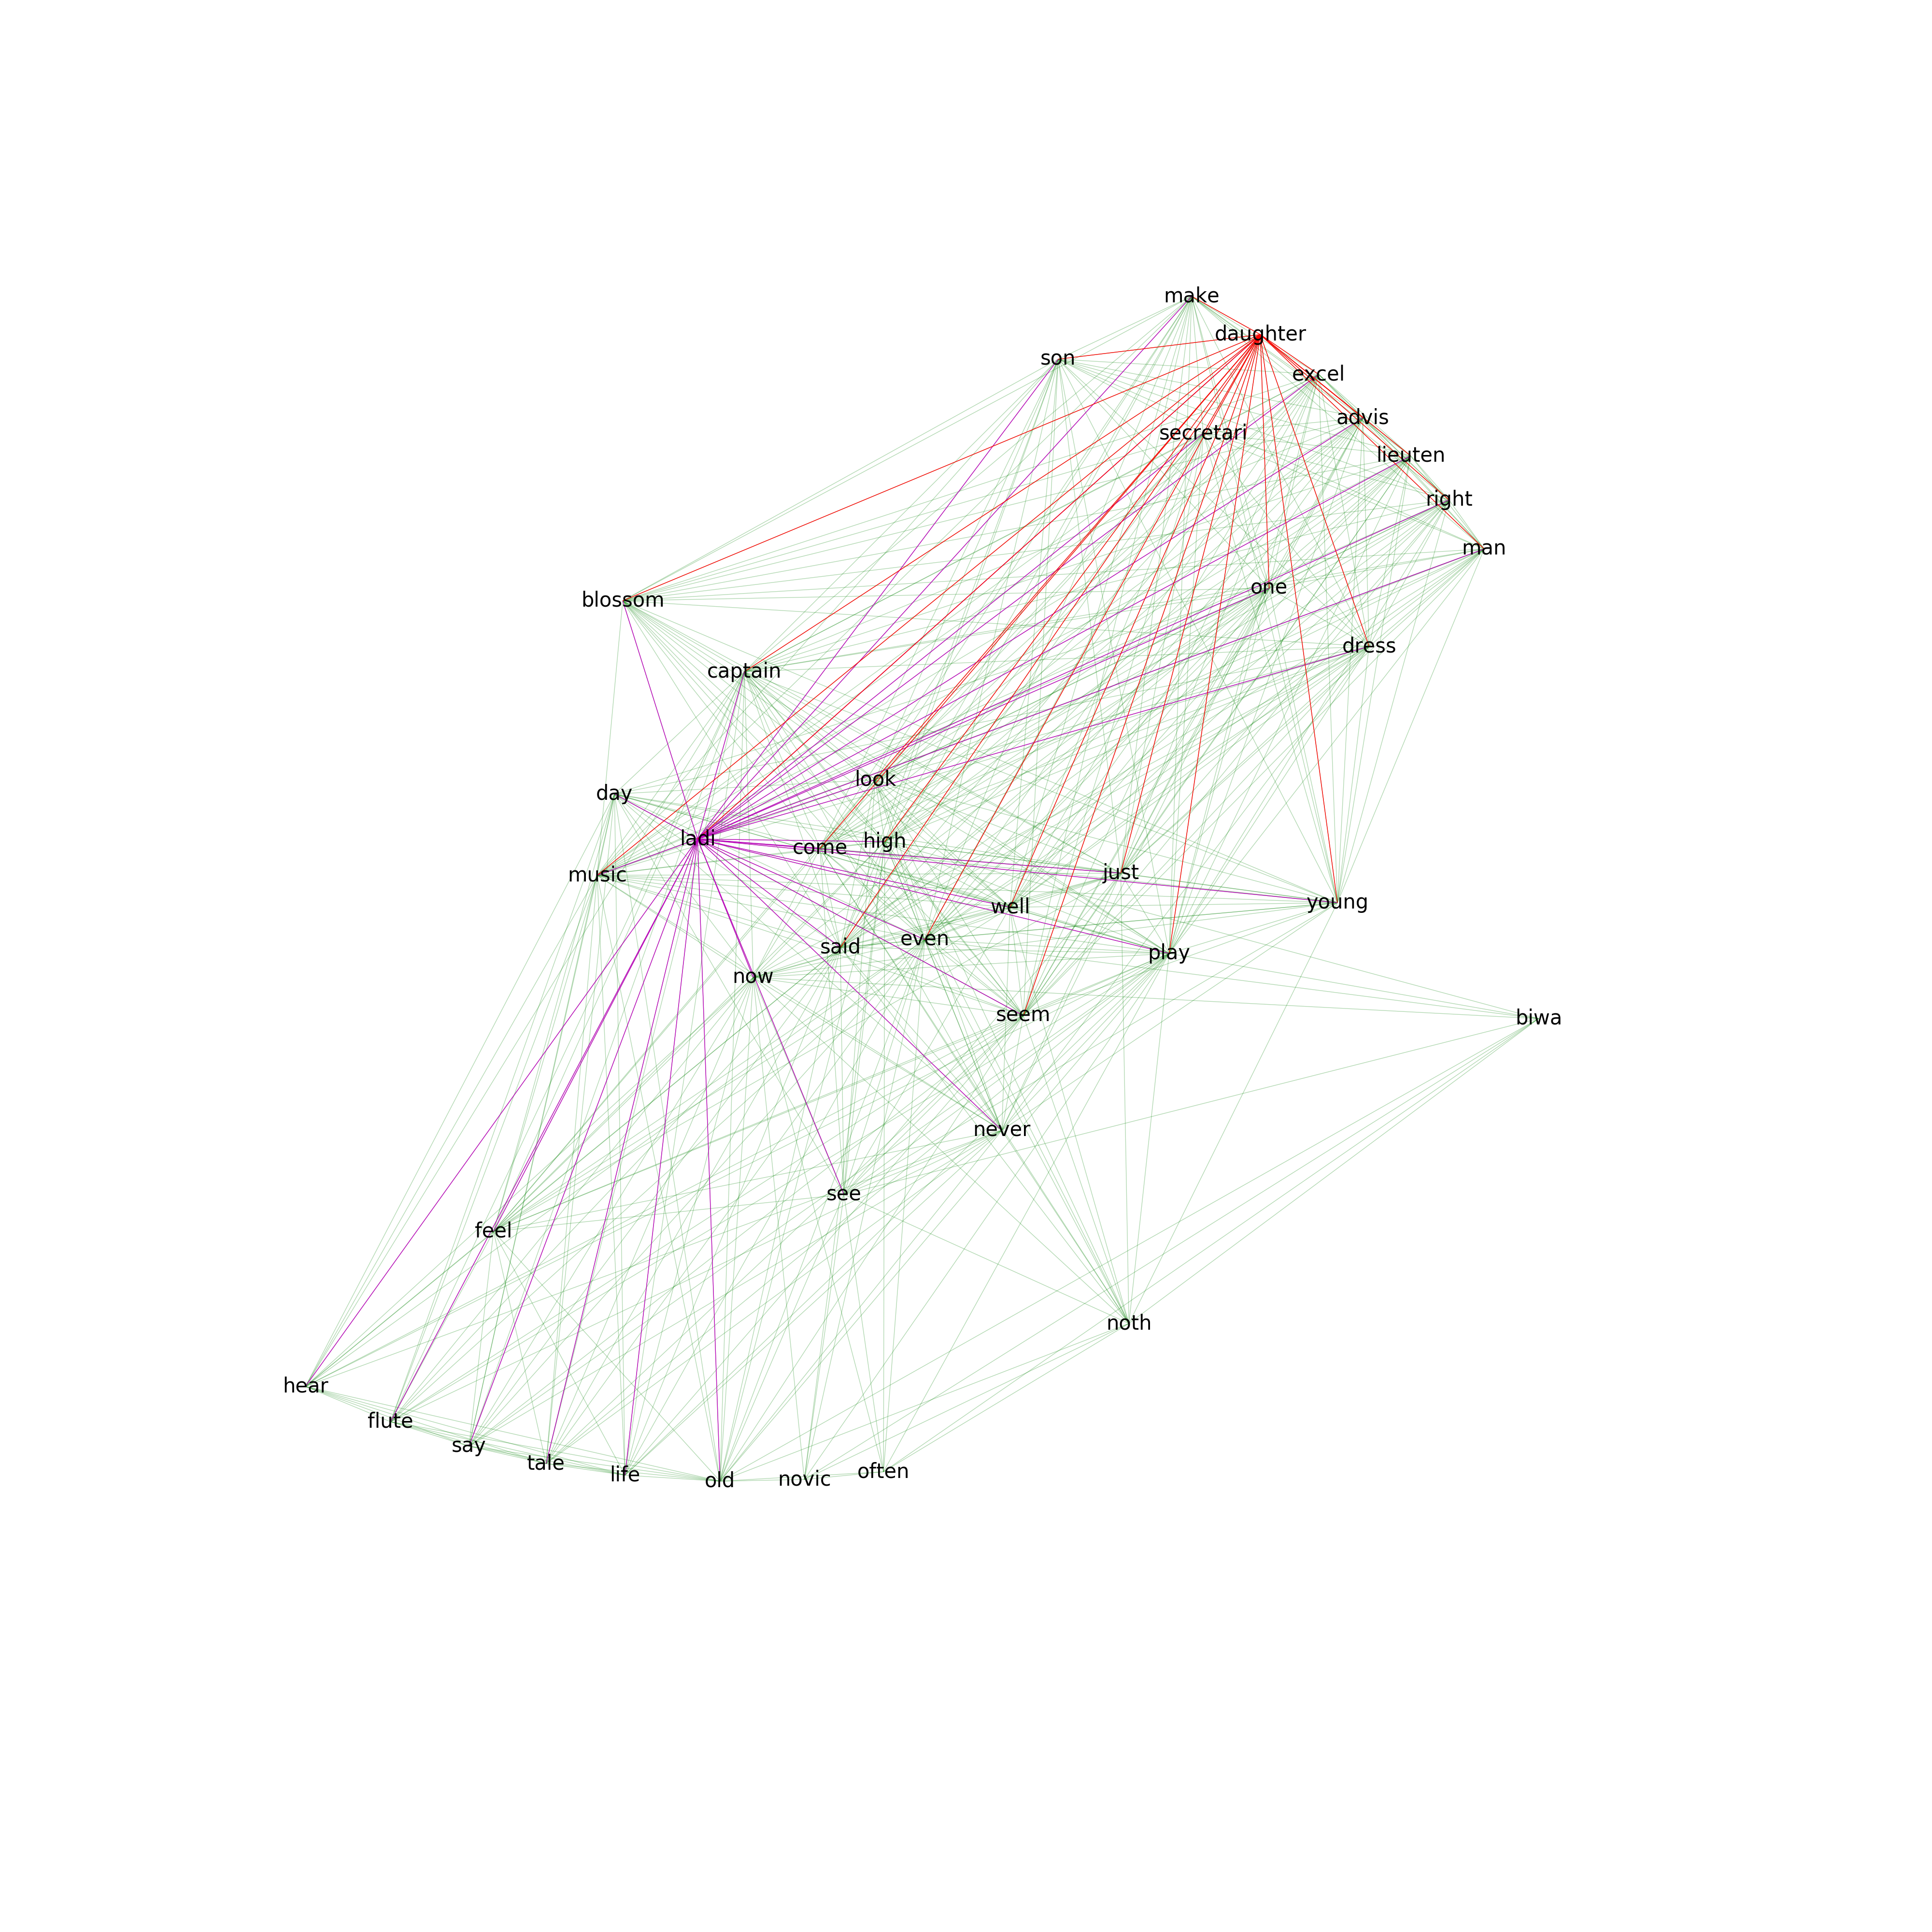 make
daughter
son
excel
advis
secretari
lieuten
right
man
one
blossom
dress
captain
look
day
ladi
high
come
just
music
young
well
even
said
play
now
seem
biwa
never
see
feel
noth
hear
flute
say
tale
life
old
novic
often